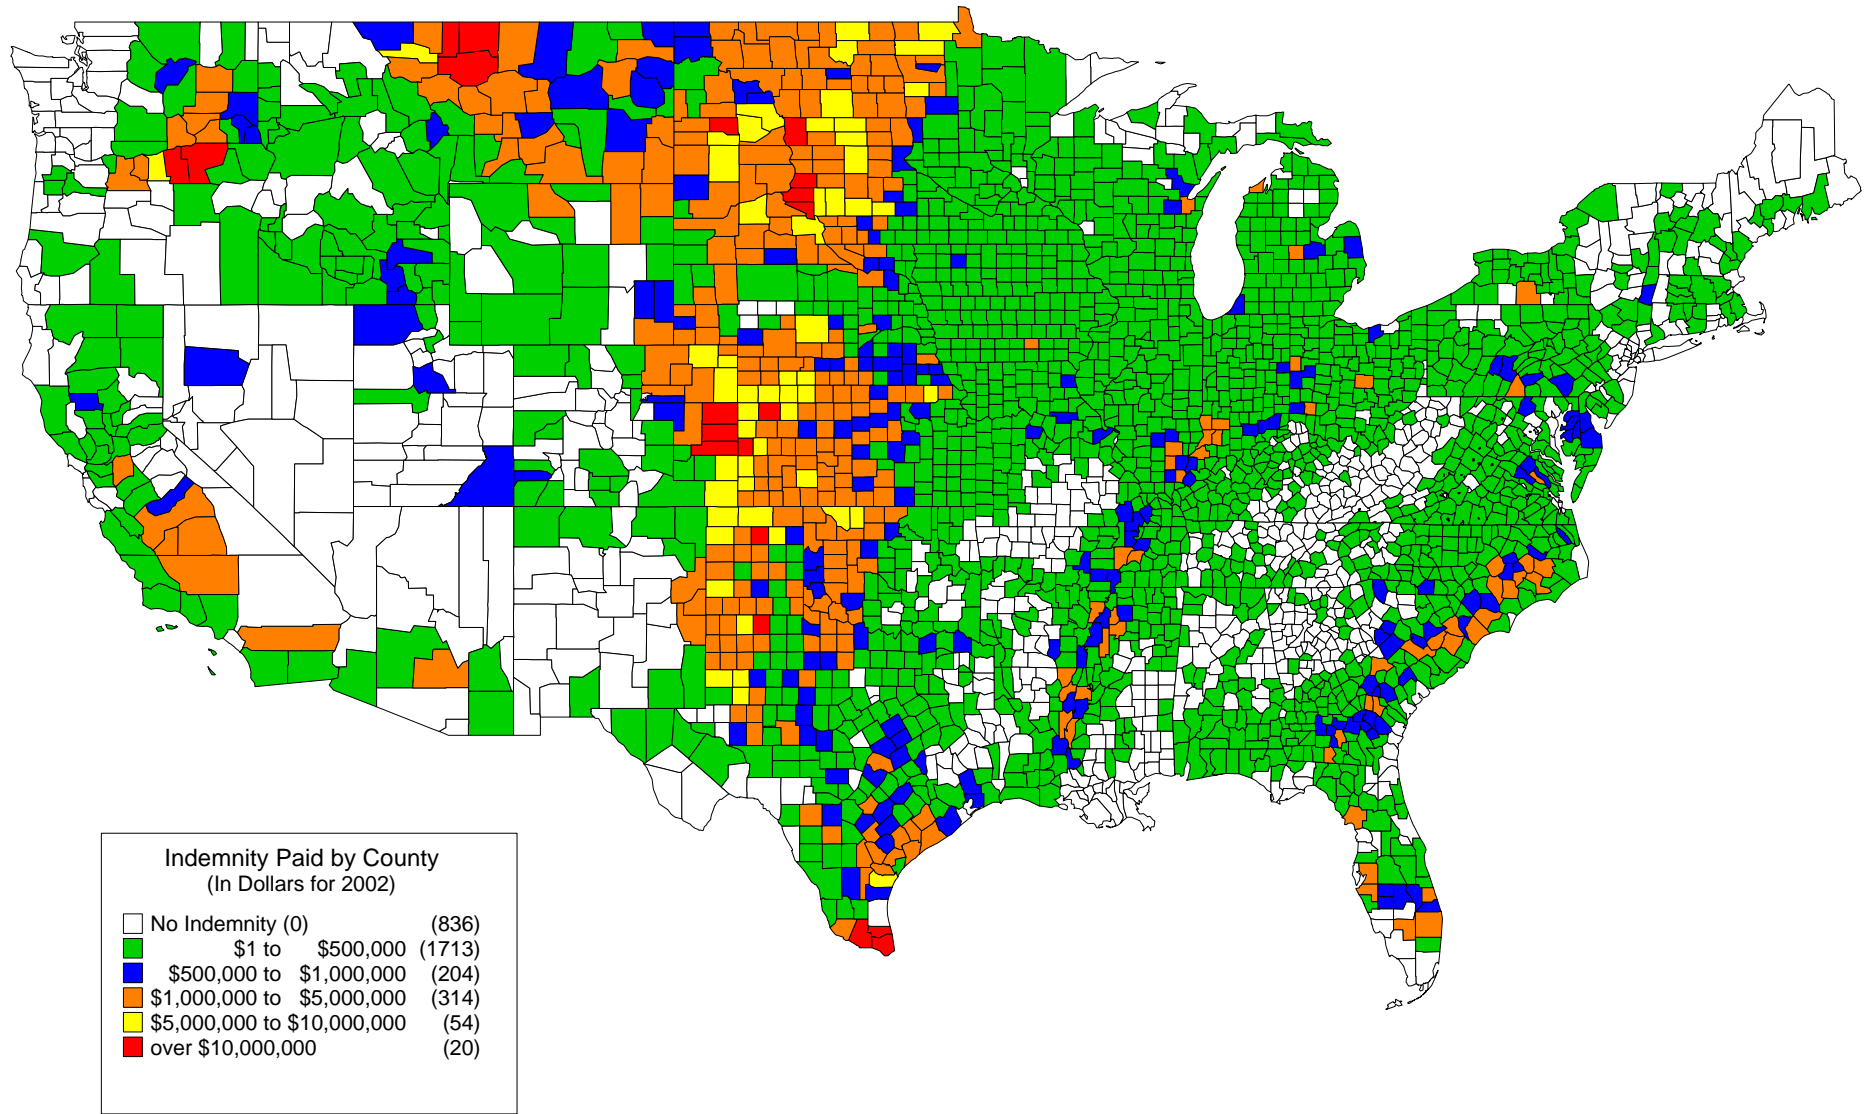 Indemnity Paid by County
(In Dollars for 2002)
No Indemnity (0) (836)
$1 to $500,000 (1713)
$500,000 to $1,000,000 (204)
$1,000,000 to $5,000,000 (314)
$5,000,000 to $10,000,000 (54)
over $10,000,000 (20)